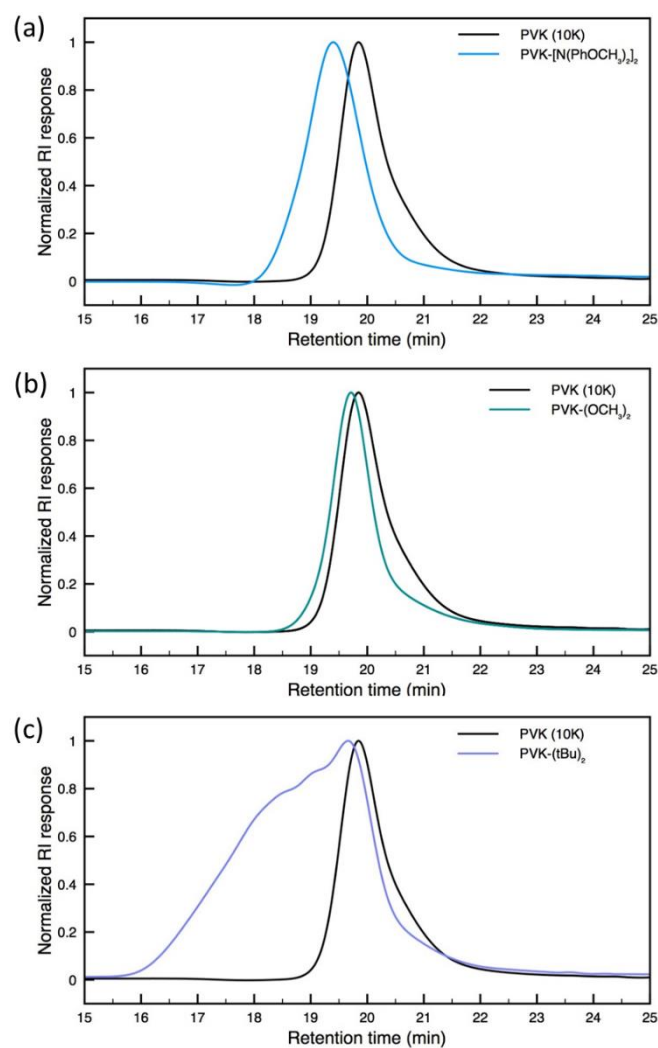 (a)
PVK (10K)
PVK-[N(PhOCH₃)₂]₂
Normalized RI response
1
0.8
0.6
0.4
0.2
0
15 16 17 18 19 20 21 22 23 24 25
Retention time (min)
(b)
PVK (10K)
PVK-(OCH₃)₂
Normalized RI response
1
0.8
0.6
0.4
0.2
0
15 16 17 18 19 20 21 22 23 24 25
Retention time (min)
(c)
PVK (10K)
PVK-(tBu)₂
Normalized RI response
1
0.8
0.6
0.4
0.2
0
15 16 17 18 19 20 21 22 23 24 25
Retention time (min)